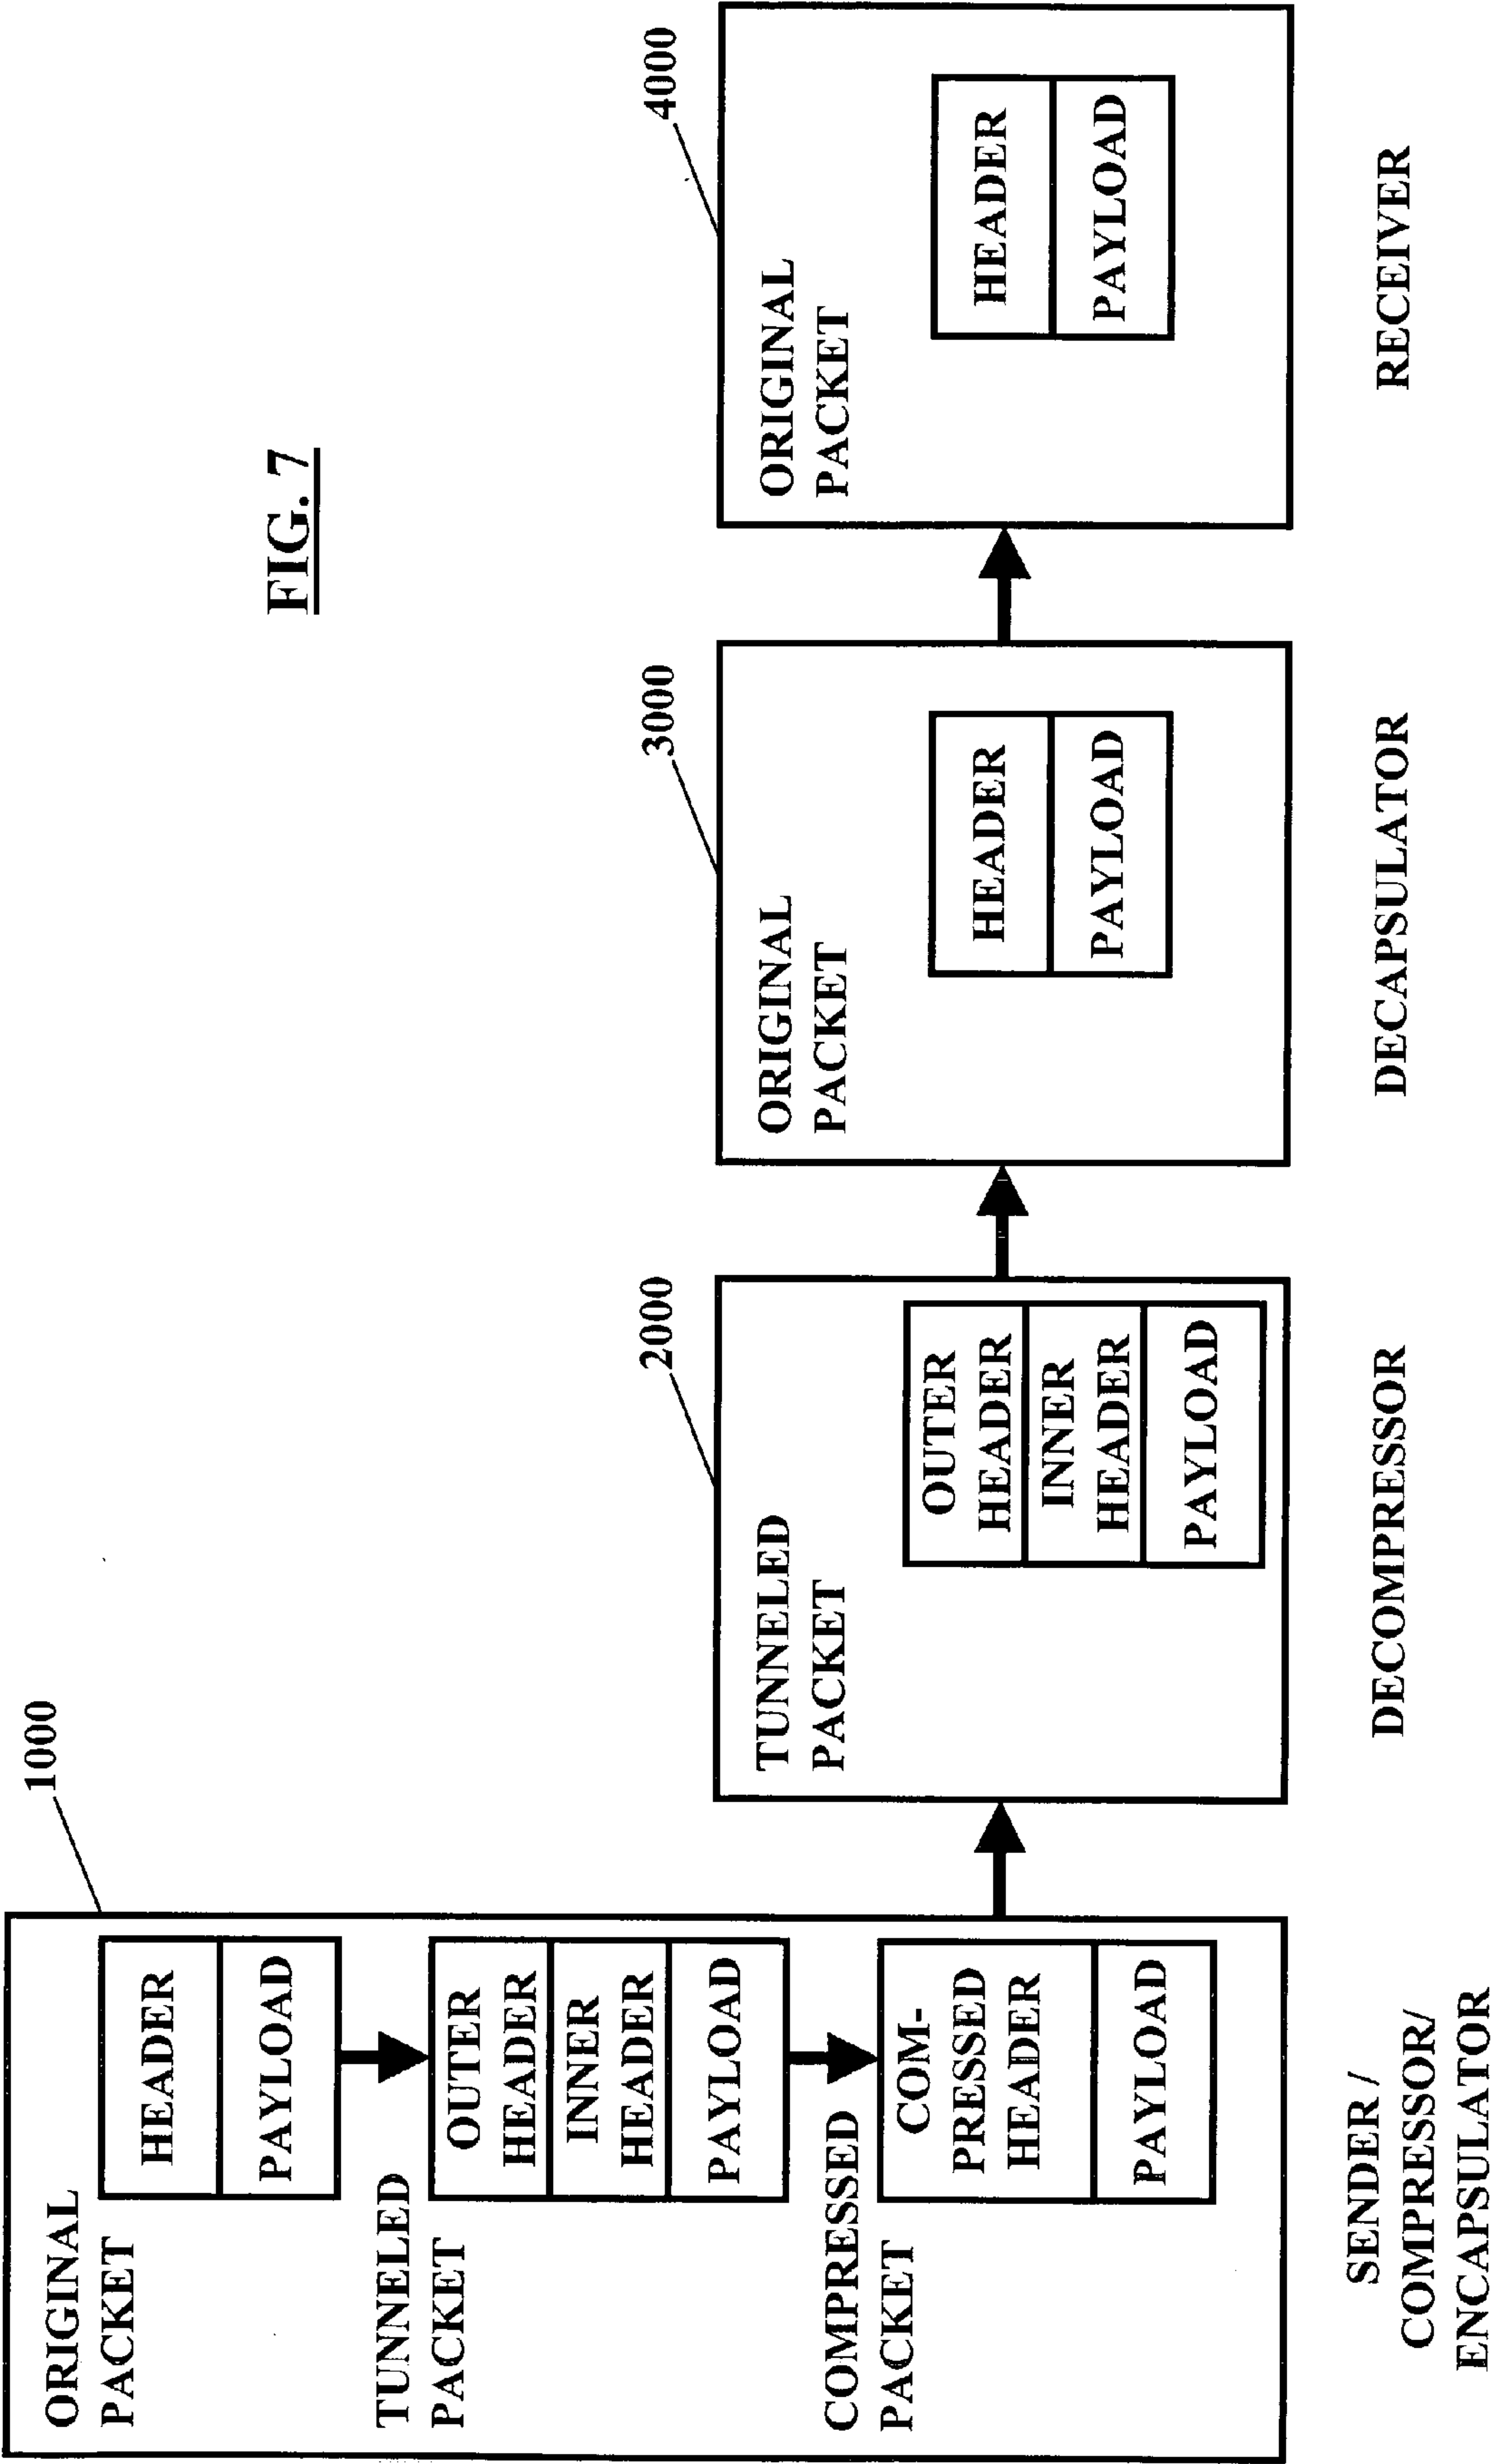 FIG. 7
1000
ORIGINAL
PACKET
HEADER
PAYLOAD
TUNNELED
PACKET
OUTER
HEADER
INNER
HEADER
PAYLOAD
COMPRESSED
PACKET
COM-
PRESSED
HEADER
PAYLOAD
SENDER /
COMPRESSOR/
ENCAPSULATOR
2000
TUNNELED
PACKET
OUTER
HEADER
INNER
HEADER
PAYLOAD
DECOMPRESSOR
3000
ORIGINAL
PACKET
HEADER
PAYLOAD
DECAPSULATOR
4000
ORIGINAL
PACKET
HEADER
PAYLOAD
RECEIVER